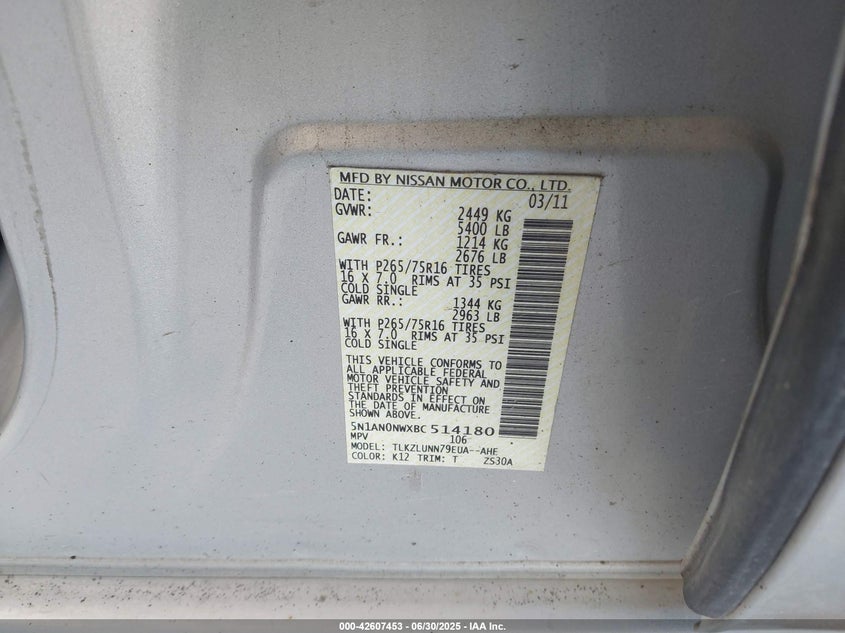 MFD BY NISSAN MOTOR CO., LTD.
DATE: 03/11
GVWR: 2449 KG
5400 LB
GAWR FR.: 1214 KG
2676 LB
WITH P265/75R16 TIRES
16 X 7.0 RIMS AT 35 PSI
COLD SINGLE
GAWR RR.: 1344 KG
2963 LB
WITH P265/75R16 TIRES
16 X 7.0 RIMS AT 35 PSI
COLD SINGLE
THIS VEHICLE CONFORMS TO
ALL APPLICABLE FEDERAL
MOTOR VEHICLE SAFETY AND
THEFT PREVENTION
STANDARDS IN EFFECT ON
THE DATE OF MANUFACTURE
SHOWN ABOVE.
5N1AN0NWXBC514180
MPV 106
MODEL: TLKZLUNN79EUA--AHE
COLOR: K12 TRIM: T ZS30A
000-42607453 - 06/30/2025 - IAA Inc.